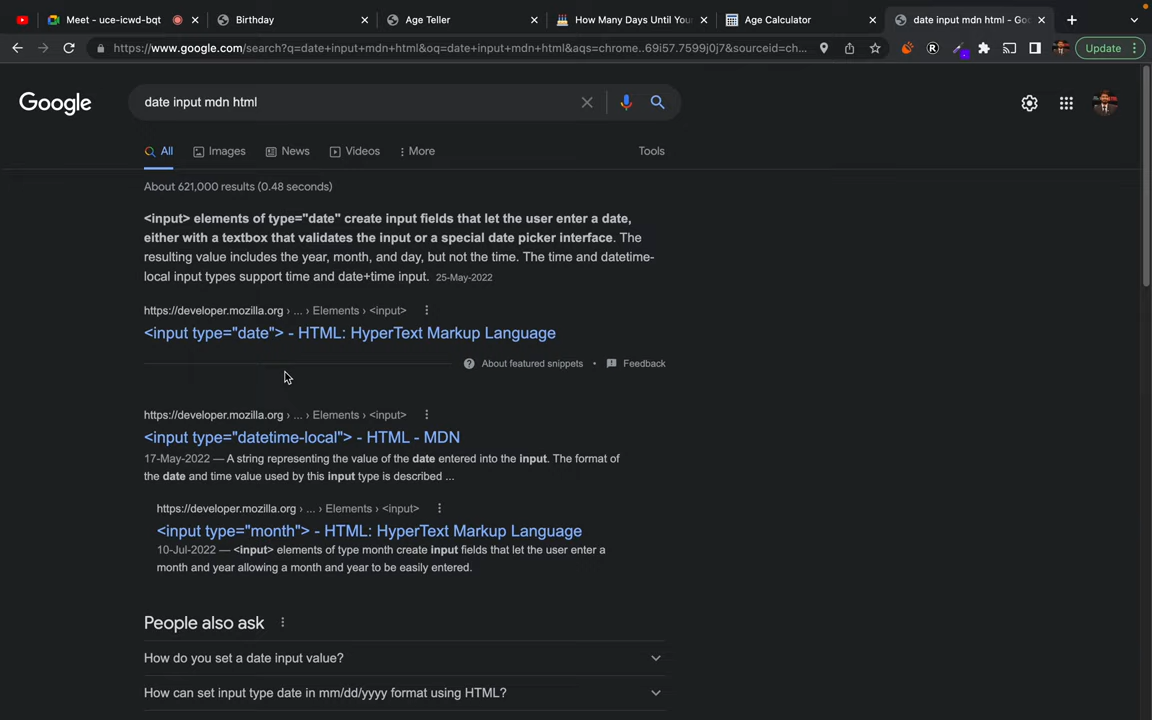 Meet - uce-icwd-bqt
Birthday
Age Teller
How Many Days Until You
Age Calculator
date input mdn html - Goo
https://www.google.com/search?q=date+input+mdn+html&oq=date+input+mdn+html&aqs=chrome..69i57.7599j0j7&sourceid=ch...
Update
Google
date input mdn html
All
Images
News
Videos
More
Tools
About 621,000 results (0.48 seconds)
<input> elements of type="date" create input fields that let the user enter a date,
either with a textbox that validates the input or a special date picker interface. The
resulting value includes the year, month, and day, but not the time. The time and datetime-
local input types support time and date+time input. 25-May-2022
https://developer.mozilla.org › ... › Elements › <input>
<input type="date"> - HTML: HyperText Markup Language
About featured snippets
•
Feedback
https://developer.mozilla.org › ... › Elements › <input>
<input type="datetime-local"> - HTML - MDN
17-May-2022 — A string representing the value of the date entered into the input. The format of
the date and time value used by this input type is described ...
https://developer.mozilla.org › ... › Elements › <input>
<input type="month"> - HTML: HyperText Markup Language
10-Jul-2022 — <input> elements of type month create input fields that let the user enter a
month and year allowing a month and year to be easily entered.
People also ask
How do you set a date input value?
How can set input type date in mm/dd/yyyy format using HTML?